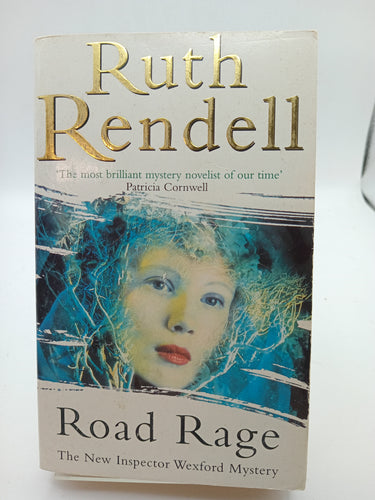 Ruth
Rendell
'The most brilliant mystery novelist of our time'
Patricia Cornwell
Road Rage
The New Inspector Wexford Mystery